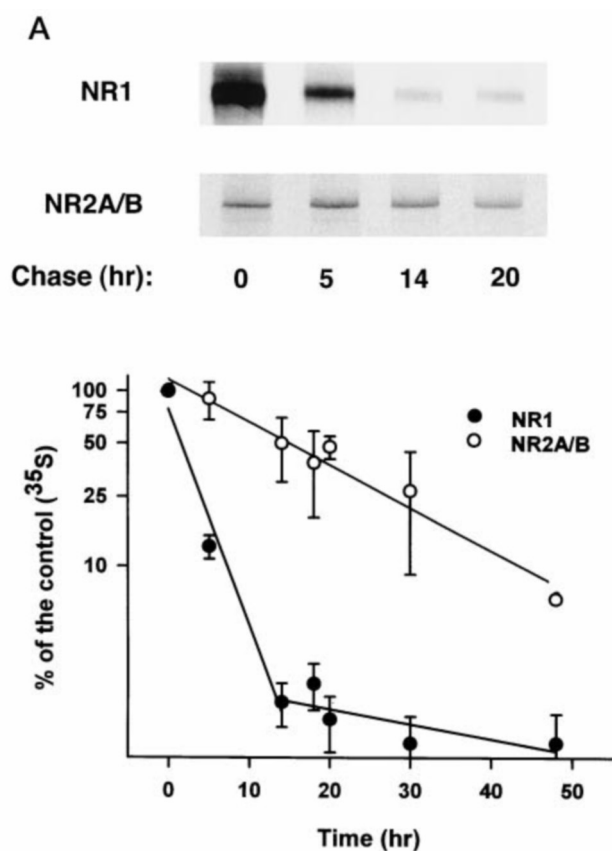 A
NR1
NR2A/B
Chase (hr): 0 5 14 20
% of the control (³⁵S)
100
75
50
25
10
NR1
NR2A/B
0 10 20 30 40 50
Time (hr)